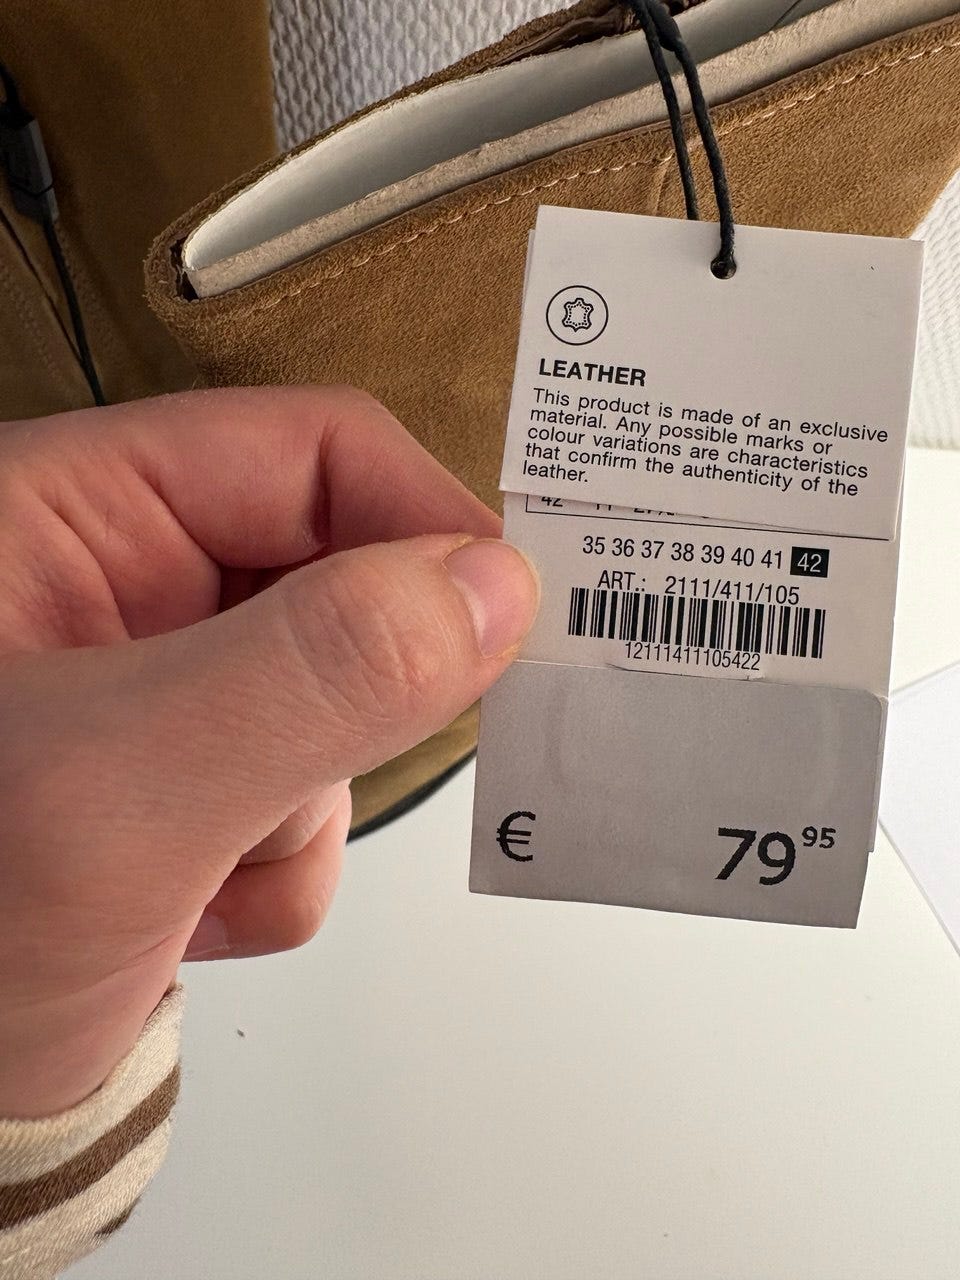 LEATHER
This product is made of an exclusive
material. Any possible marks or
colour variations are characteristics
that confirm the authenticity of the
leather.
42
35 36 37 38 39 40 41 42
ART.: 2111/411/105
12111411105422
€ 79 95